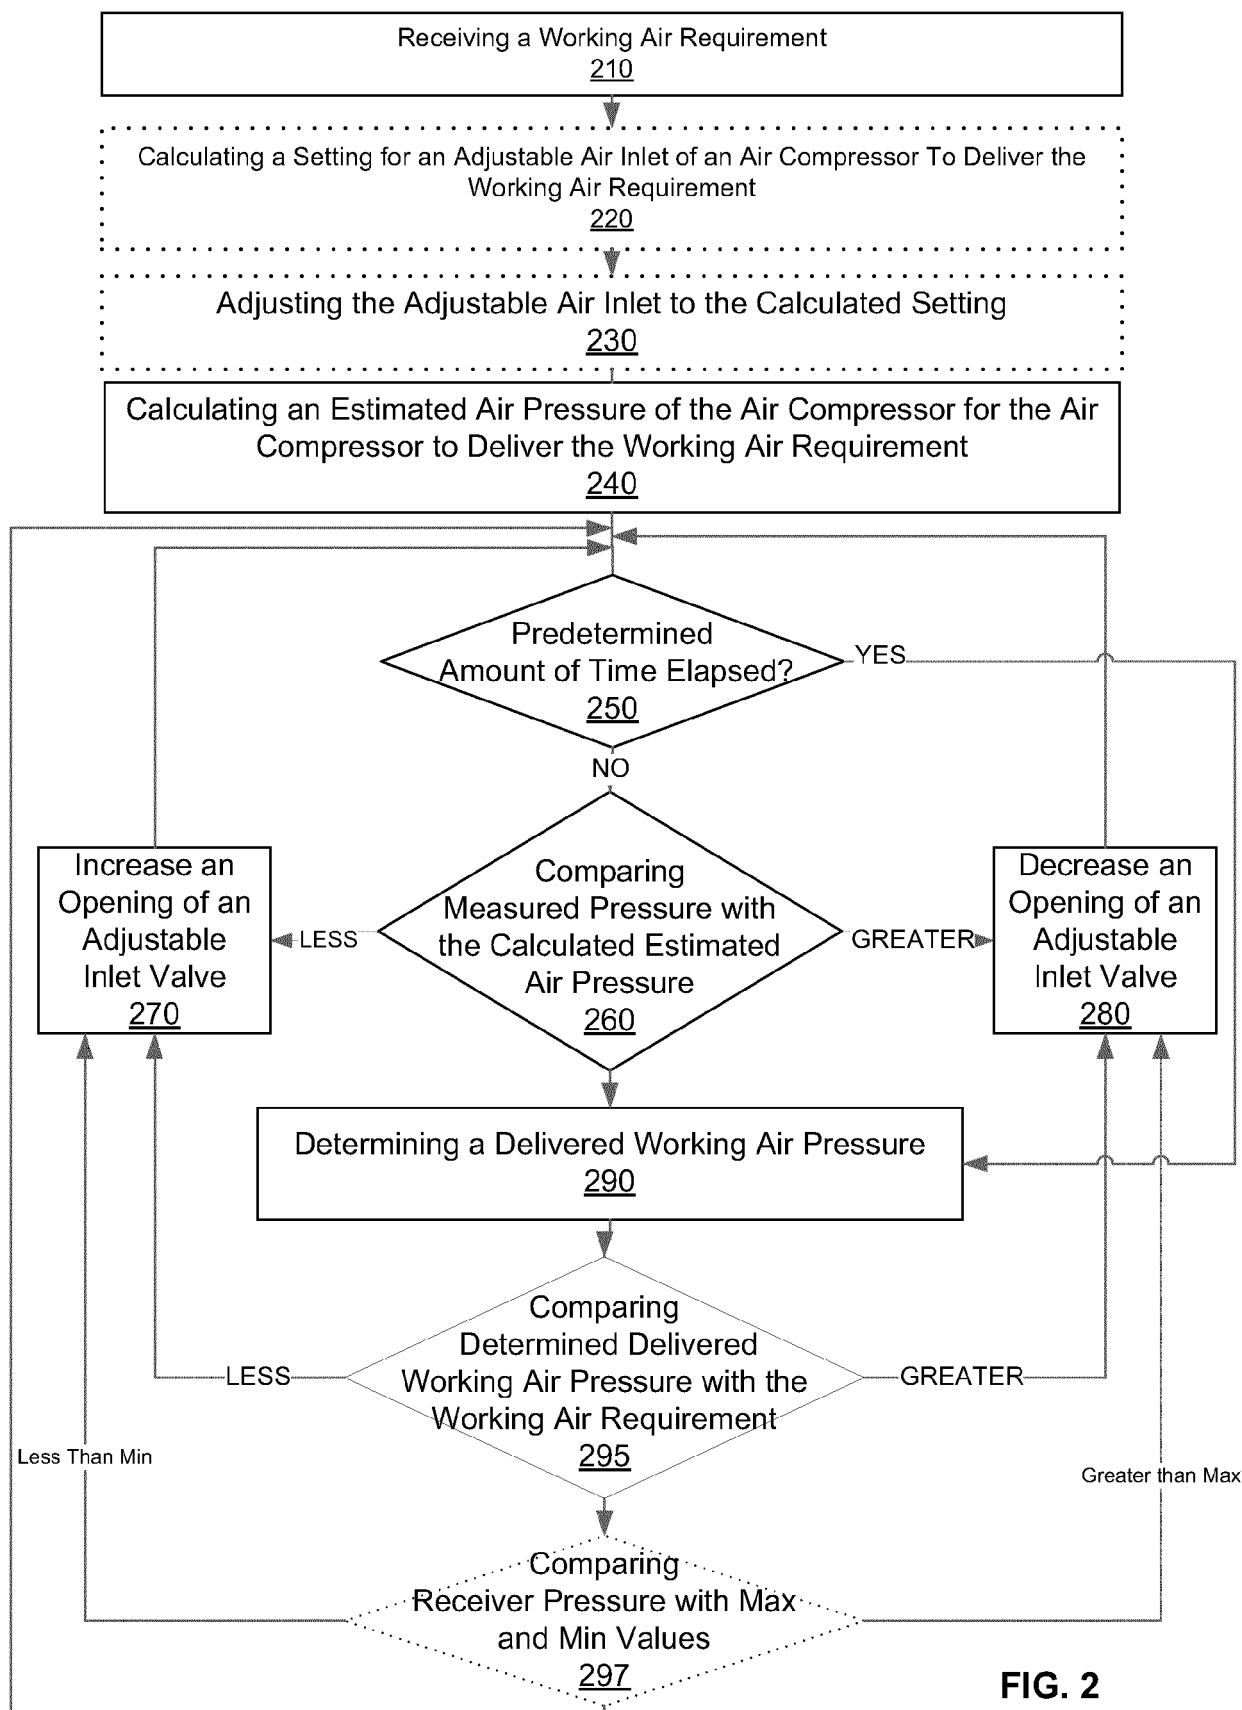 Receiving a Working Air Requirement
210
Calculating a Setting for an Adjustable Air Inlet of an Air Compressor To Deliver the
Working Air Requirement
220
Adjusting the Adjustable Air Inlet to the Calculated Setting
230
Calculating an Estimated Air Pressure of the Air Compressor for the Air
Compressor to Deliver the Working Air Requirement
240
Predetermined
Amount of Time Elapsed?
250
YES
NO
Increase an
Opening of an
Adjustable
Inlet Valve
270
LESS
Comparing
Measured Pressure with
the Calculated Estimated
Air Pressure
260
GREATER
Decrease an
Opening of an
Adjustable
Inlet Valve
280
Determining a Delivered Working Air Pressure
290
LESS
Comparing
Determined Delivered
Working Air Pressure with the
Working Air Requirement
295
GREATER
Less Than Min
Greater than Max
Comparing
Receiver Pressure with Max
and Min Values
297
FIG. 2